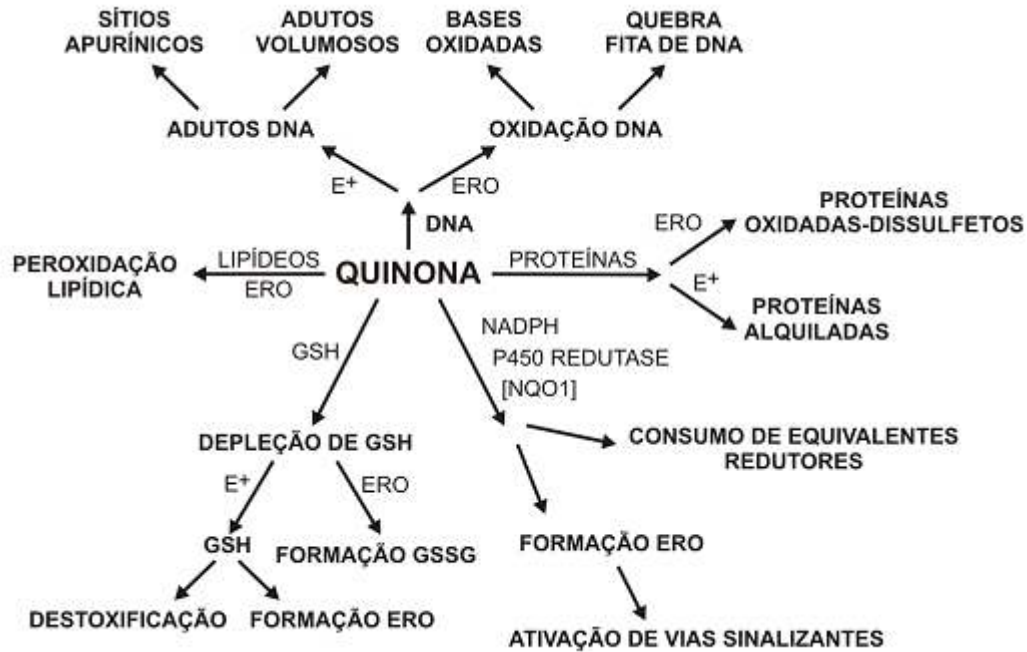 SÍTIOS
APURÍNICOS
ADUTOS
VOLUMOSOS
BASES
OXIDADAS
QUEBRA
FITA DE DNA
ADUTOS DNA
OXIDAÇÃO DNA
E+
ERO
DNA
PEROXIDAÇÃO
LIPÍDICA
LIPÍDEOS
ERO
QUINONA
PROTEÍNAS
ERO
PROTEÍNAS
OXIDADAS-DISSULFETOS
E+
PROTEÍNAS
ALQUILADAS
GSH
NADPH
P450 REDUTASE
[NQO1]
DEPLEÇÃO DE GSH
CONSUMO DE EQUIVALENTES
REDUTORES
E+
ERO
GSH
FORMAÇÃO GSSG
FORMAÇÃO ERO
DESTOXIFICAÇÃO
FORMAÇÃO ERO
ATIVAÇÃO DE VIAS SINALIZANTES